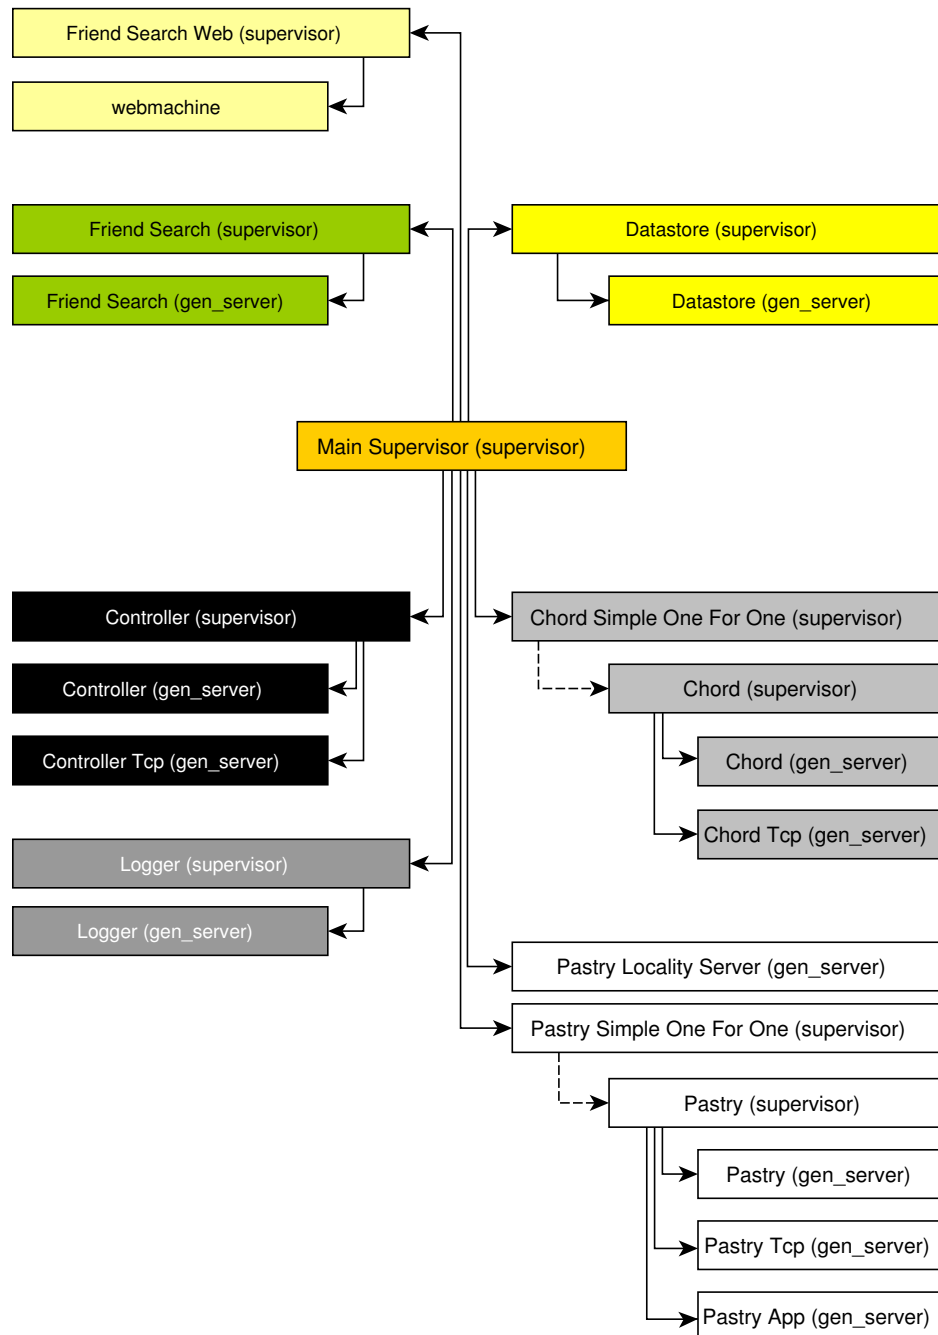 Friend Search Web (supervisor)
webmachine
Friend Search (supervisor)
Friend Search (gen_server)
Datastore (supervisor)
Datastore (gen_server)
Main Supervisor (supervisor)
Controller (supervisor)
Controller (gen_server)
Controller Tcp (gen_server)
Logger (supervisor)
Logger (gen_server)
Chord Simple One For One (supervisor)
Chord (supervisor)
Chord (gen_server)
Chord Tcp (gen_server)
Pastry Locality Server (gen_server)
Pastry Simple One For One (supervisor)
Pastry (supervisor)
Pastry (gen_server)
Pastry Tcp (gen_server)
Pastry App (gen_server)